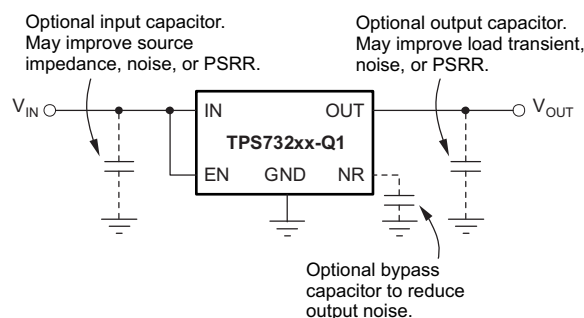 Optional input capacitor.
May improve source
impedance, noise, or PSRR.
Optional output capacitor.
May improve load transient,
noise, or PSRR.
VIN
IN
OUT
VOUT
TPS732xx-Q1
EN
GND
NR
Optional bypass
capacitor to reduce
output noise.